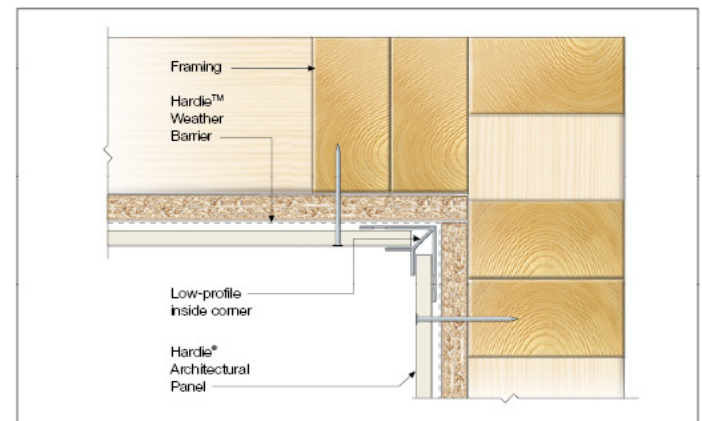 Framing
Hardie™
Weather
Barrier
Low-profile
inside corner
Hardie®
Architectural
Panel